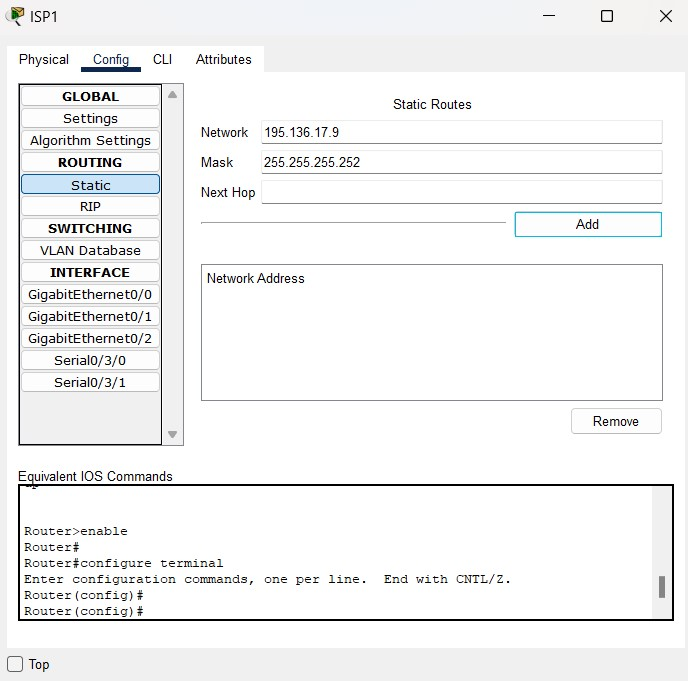 ISP1
Physical Config CLI Attributes
GLOBAL
Settings
Algorithm Settings
ROUTING
Static
RIP
SWITCHING
VLAN Database
INTERFACE
GigabitEthernet0/0
GigabitEthernet0/1
GigabitEthernet0/2
Serial0/3/0
Serial0/3/1
Static Routes
Network 195.136.17.9
Mask 255.255.255.252
Next Hop
Add
Network Address
Remove
Equivalent IOS Commands
Router>enable
Router#
Router#configure terminal
Enter configuration commands, one per line.  End with CNTL/Z.
Router(config)#
Router(config)#
Top